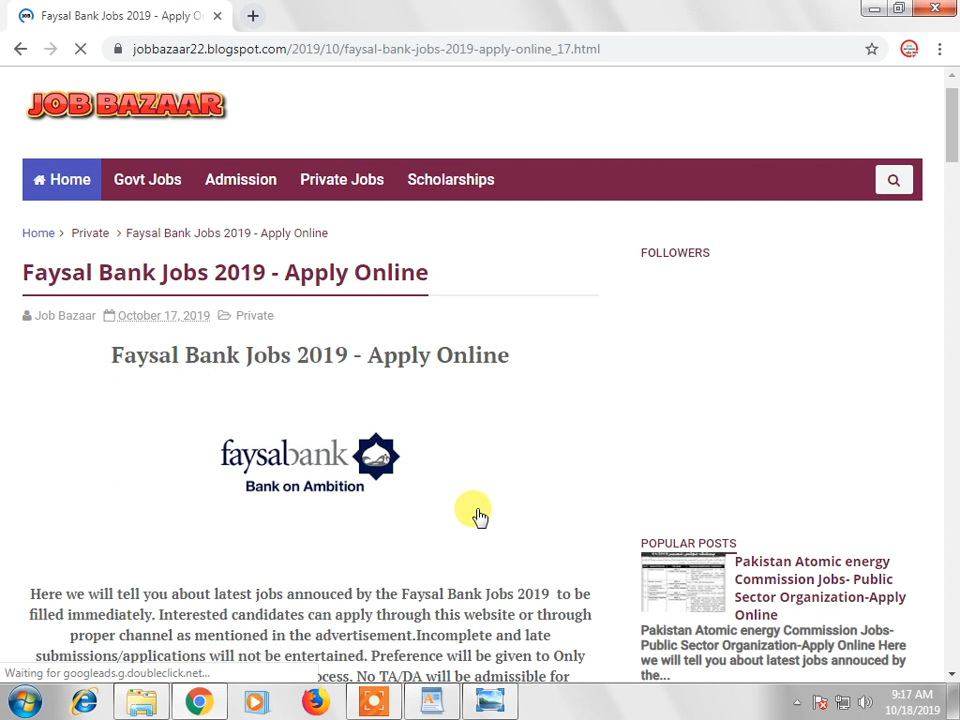 Faysal Bank Jobs 2019 - Apply O
jobbazaar22.blogspot.com/2019/10/faysal-bank-jobs-2019-apply-online_17.html
JOB BAZAAR
Home Govt Jobs Admission Private Jobs Scholarships
Home > Private > Faysal Bank Jobs 2019 - Apply Online
Faysal Bank Jobs 2019 - Apply Online
Job Bazaar October 17, 2019 Private
Faysal Bank Jobs 2019 - Apply Online
faysalbank
Bank on Ambition
Here we will tell you about latest jobs annouced by the Faysal Bank Jobs 2019 to be
filled immediately. Interested candidates can apply through this website or through
proper channel as mentioned in the advertisement.Incomplete and late
submissions/applications will not be entertained. Preference will be given to Only
ocess. No TA/DA will be admissible for
FOLLOWERS
POPULAR POSTS
Pakistan Atomic energy
Commission Jobs- Public
Sector Organization-Apply
Online
Pakistan Atomic energy Commission Jobs-
Public Sector Organization-Apply Online Here
we will tell you about latest jobs annouced by
the...
Waiting for googleads.g.doubleclick.net...
9:17 AM
10/18/2019